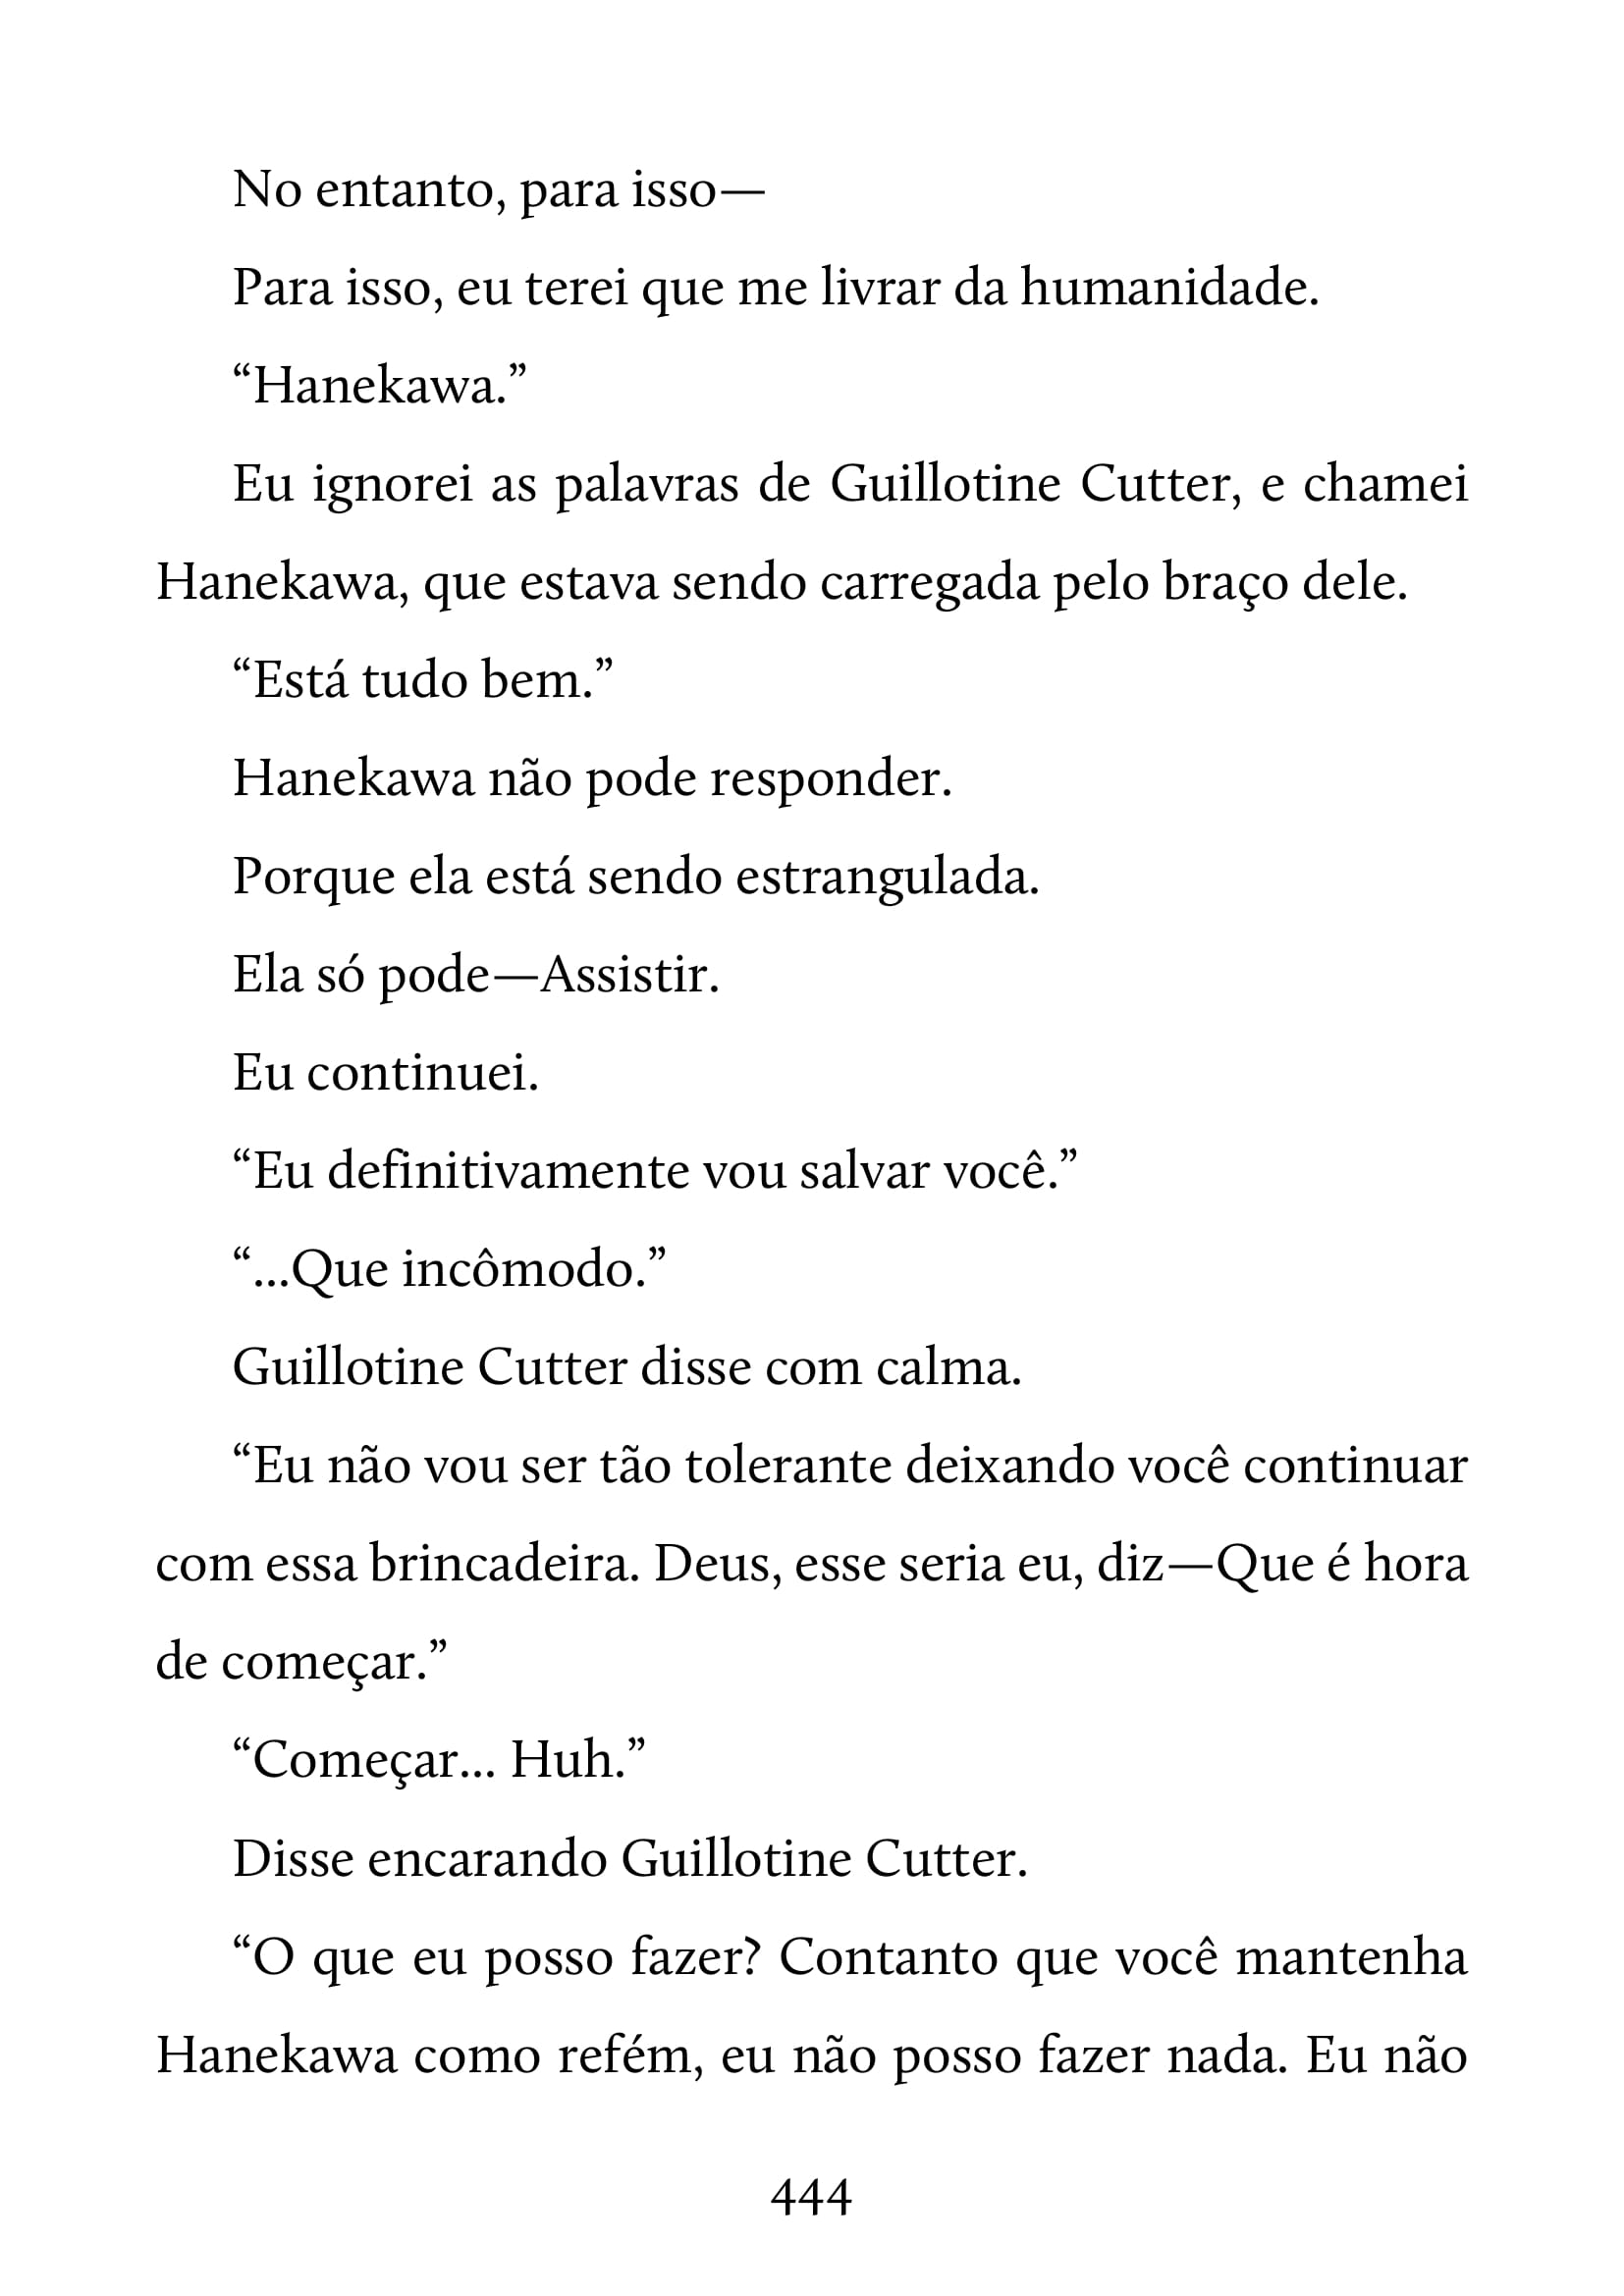 No entanto, para isso—
Para isso, eu terei que me livrar da humanidade.
“Hanekawa.”
Eu ignorei as palavras de Guillotine Cutter, e chamei
Hanekawa, que estava sendo carregada pelo braço dele.
“Está tudo bem.”
Hanekawa não pode responder.
Porque ela está sendo estrangulada.
Ela só pode—Assistir.
Eu continuei.
“Eu definitivamente vou salvar você.”
“...Que incômodo.”
Guillotine Cutter disse com calma.
“Eu não vou ser tão tolerante deixando você continuar
com essa brincadeira. Deus, esse seria eu, diz—Que é hora
de começar.”
“Começar... Huh.”
Disse encarando Guillotine Cutter.
“O que eu posso fazer? Contanto que você mantenha
Hanekawa como refém, eu não posso fazer nada. Eu não
444